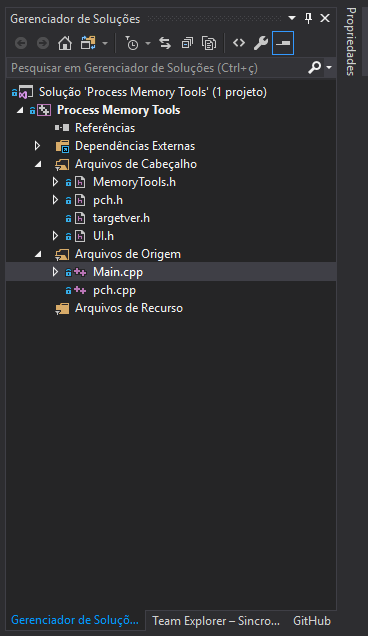 Gerenciador de Soluções
Propriedades
Pesquisar em Gerenciador de Soluções (Ctrl+ç)
Solução 'Process Memory Tools' (1 projeto)
Process Memory Tools
Referências
Dependências Externas
Arquivos de Cabeçalho
MemoryTools.h
pch.h
targetver.h
UI.h
Arquivos de Origem
Main.cpp
pch.cpp
Arquivos de Recurso
Gerenciador de Soluçõ... Team Explorer – Sincro... GitHub